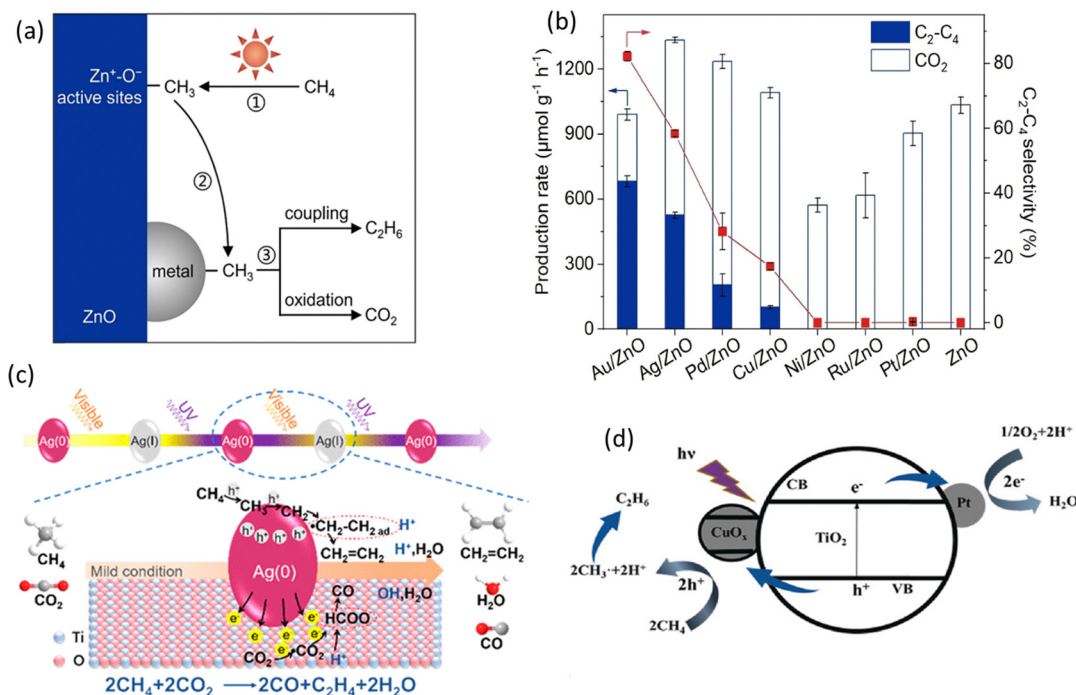 (a)
Zn⁺-O⁻
active sites
CH₃
CH₄
①
②
metal
CH₃
③
coupling
C₂H₆
oxidation
CO₂
ZnO
(b)
C₂-C₄
CO₂
Production rate (μmol g⁻¹ h⁻¹)
1200
900
600
300
0
C₂-C₄ selectivity (%)
80
60
40
20
0
Au/ZnO
Ag/ZnO
Pd/ZnO
Cu/ZnO
Ni/ZnO
Ru/ZnO
Pt/ZnO
ZnO
(c)
Visible
UV
Visible
UV
Ag(0)
Ag(I)
Ag(0)
Ag(I)
Ag(0)
CH₄
h⁺
CH₃
h⁺
CH₂
CH₂-CH₂ ad
H⁺
h⁺ h⁺ h⁺ h⁺
CH₂=CH₂
H⁺,H₂O
Ag(0)
CH₄
CO₂
Mild condition
CO
OH,H₂O
HCOO
e⁻ e e e e⁻ e⁻
e
CO₂
CO₂⁻
H⁺
CH₂=CH₂
H₂O
CO
Ti
O
2CH₄+2CO₂ → 2CO+C₂H₄+2H₂O
(d)
hν
CB
e⁻
1/2O₂+2H⁺
2e⁻
Pt
H₂O
C₂H₆
CuOₓ
TiO₂
2CH₃·+2H⁺
2h⁺
h⁺
VB
2CH₄